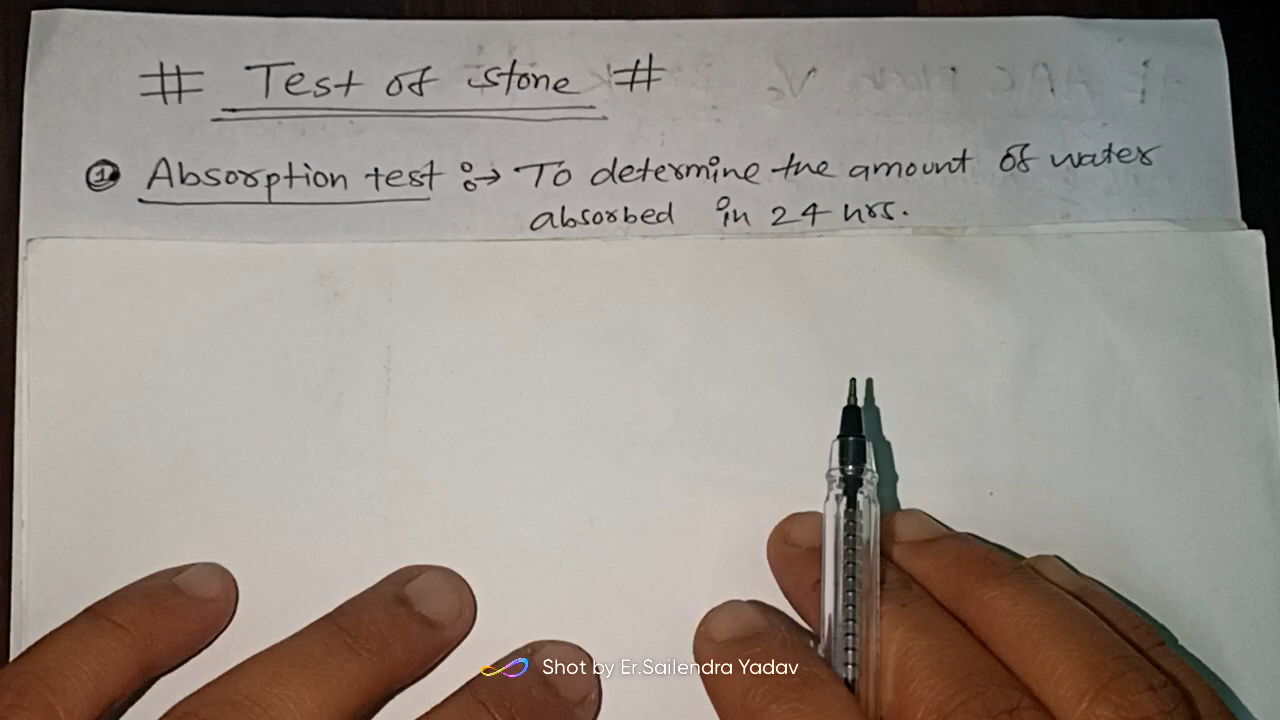 # Test of stone #
① Absorption test :→ To determine the amount of water
absorbed in 24 hrs.
Shot by Er.Sailendra Yadav